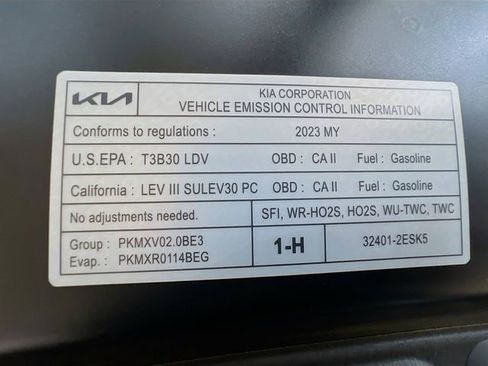 KIA
KIA CORPORATION
VEHICLE EMISSION CONTROL INFORMATION
Conforms to regulations : 2023 MY
U.S.EPA : T3B30 LDV OBD : CA II Fuel : Gasoline
California : LEV III SULEV30 PC OBD : CA II Fuel : Gasoline
No adjustments needed. SFI, WR-HO2S, HO2S, WU-TWC, TWC
Group : PKMXV02.0BE3
Evap. : PKMXR0114BEG
1-H
32401-2ESK5